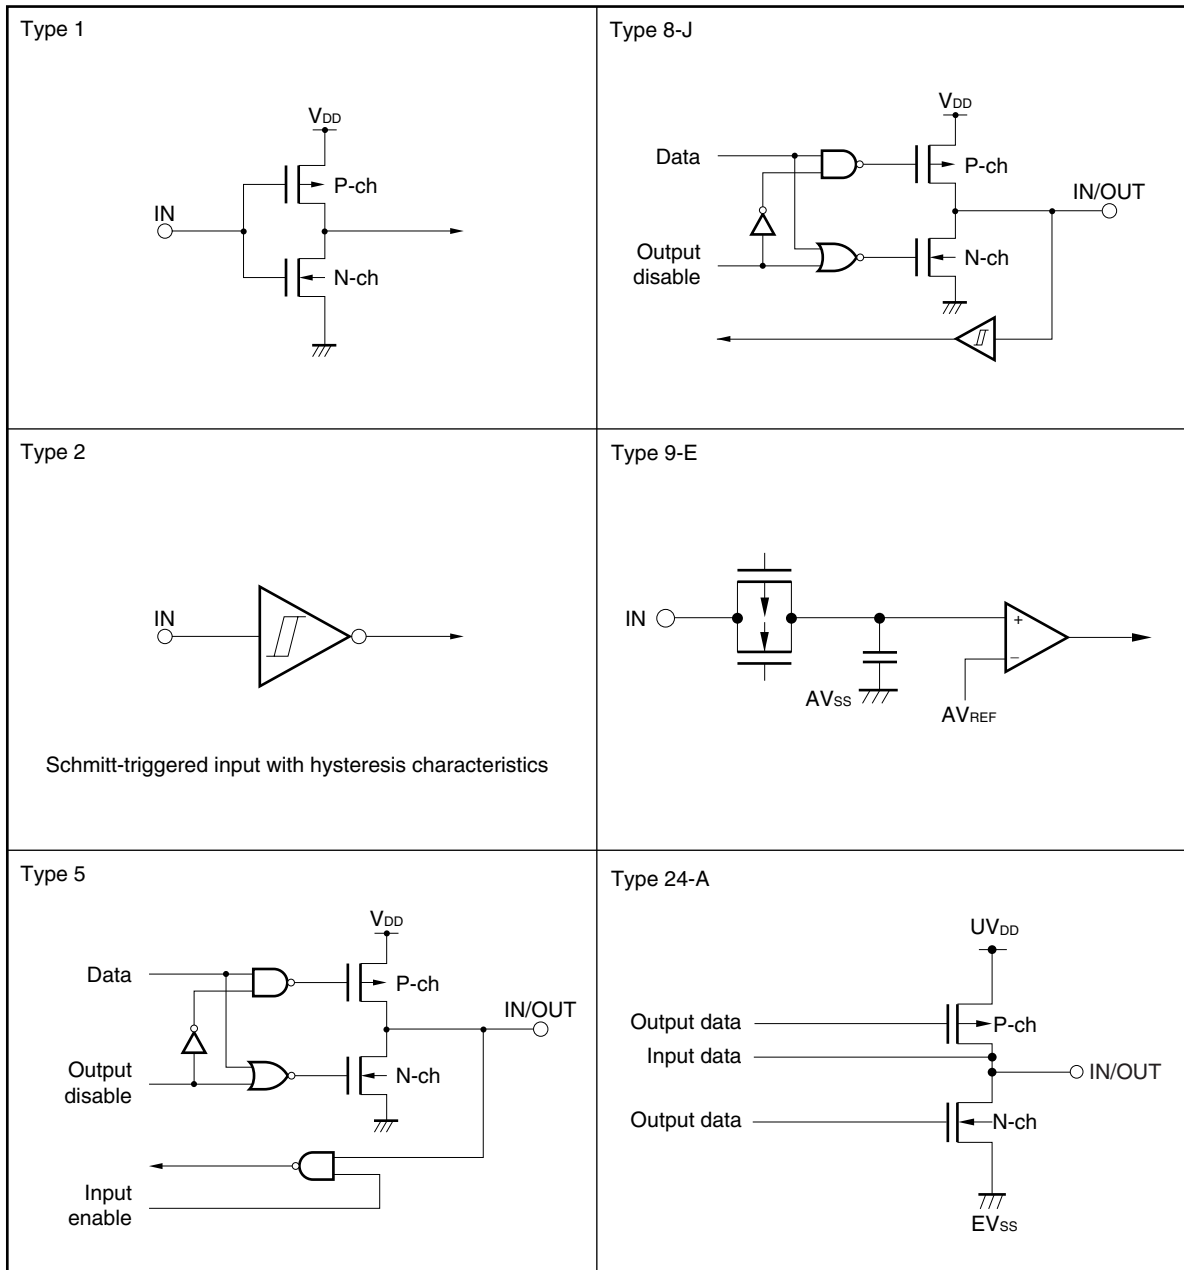 Type 1
VDD
P-ch
IN
N-ch
Type 8-J
VDD
Data
P-ch
IN/OUT
Output
disable
N-ch
Type 2
IN
Schmitt-triggered input with hysteresis characteristics
Type 9-E
IN
+
−
AVSS
AVREF
Type 5
VDD
Data
P-ch
IN/OUT
Output
disable
N-ch
Input
enable
Type 24-A
UVDD
Output data
P-ch
Input data
IN/OUT
Output data
N-ch
EVSS